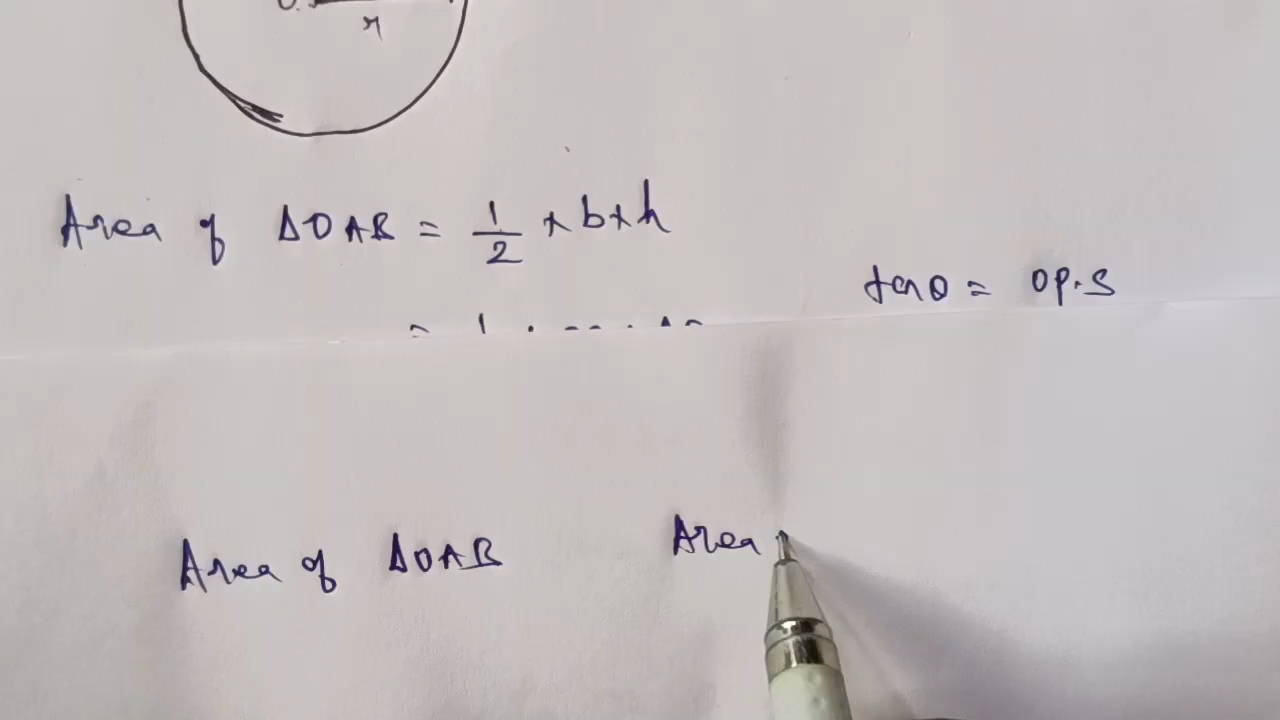 r
Area of ΔOAB = 1/2 × b × h
tanθ = OP.S
Area of ΔOAB Area